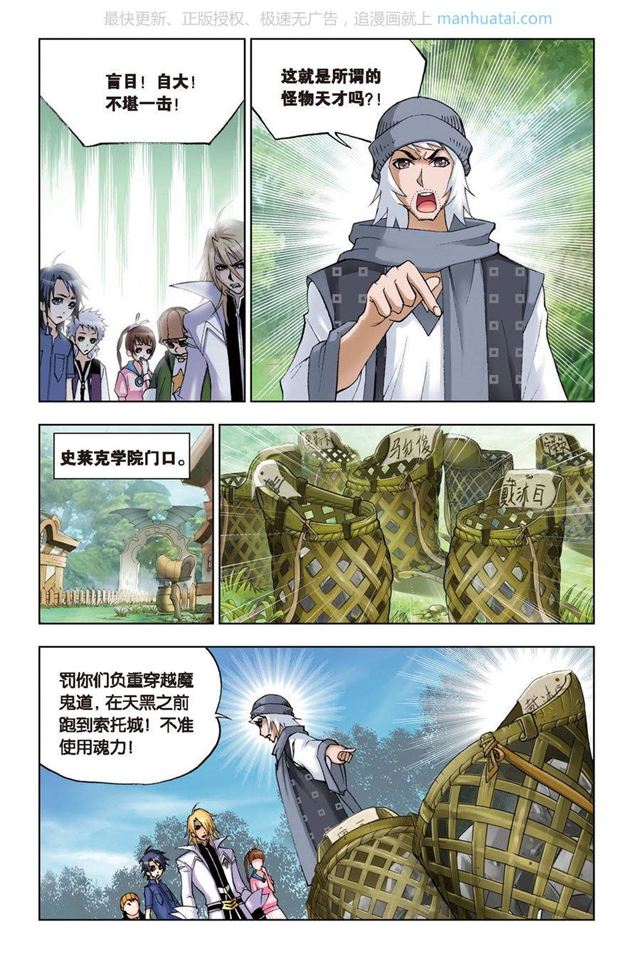 最快更新、正版授权、极速无广告，追漫画就上 manhuatai.com
盲目！自大！
不堪一击！
这就是所谓的
怪物天才吗？！
史莱克学院门口。
马红俊
戴沐白
罚你们负重穿越魔
鬼道，在天黑之前
跑到索托城！不准
使用魂力！